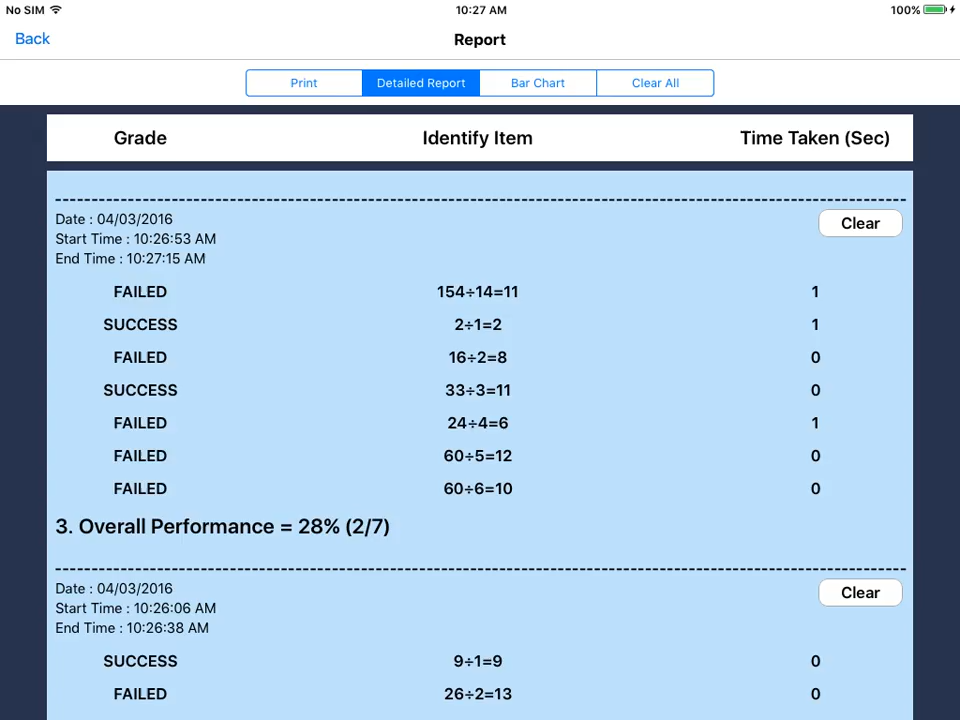 No SIM 10:27 AM 100%
Back Report
Print Detailed Report Bar Chart Clear All
Grade Identify Item Time Taken (Sec)
Date : 04/03/2016
Clear
Start Time : 10:26:53 AM
End Time : 10:27:15 AM
FAILED 154÷14=11 1
SUCCESS 2÷1=2 1
FAILED 16÷2=8 0
SUCCESS 33÷3=11 0
FAILED 24÷4=6 1
FAILED 60÷5=12 0
FAILED 60÷6=10 0
3. Overall Performance = 28% (2/7)
Date : 04/03/2016
Clear
Start Time : 10:26:06 AM
End Time : 10:26:38 AM
SUCCESS 9÷1=9 0
FAILED 26÷2=13 0